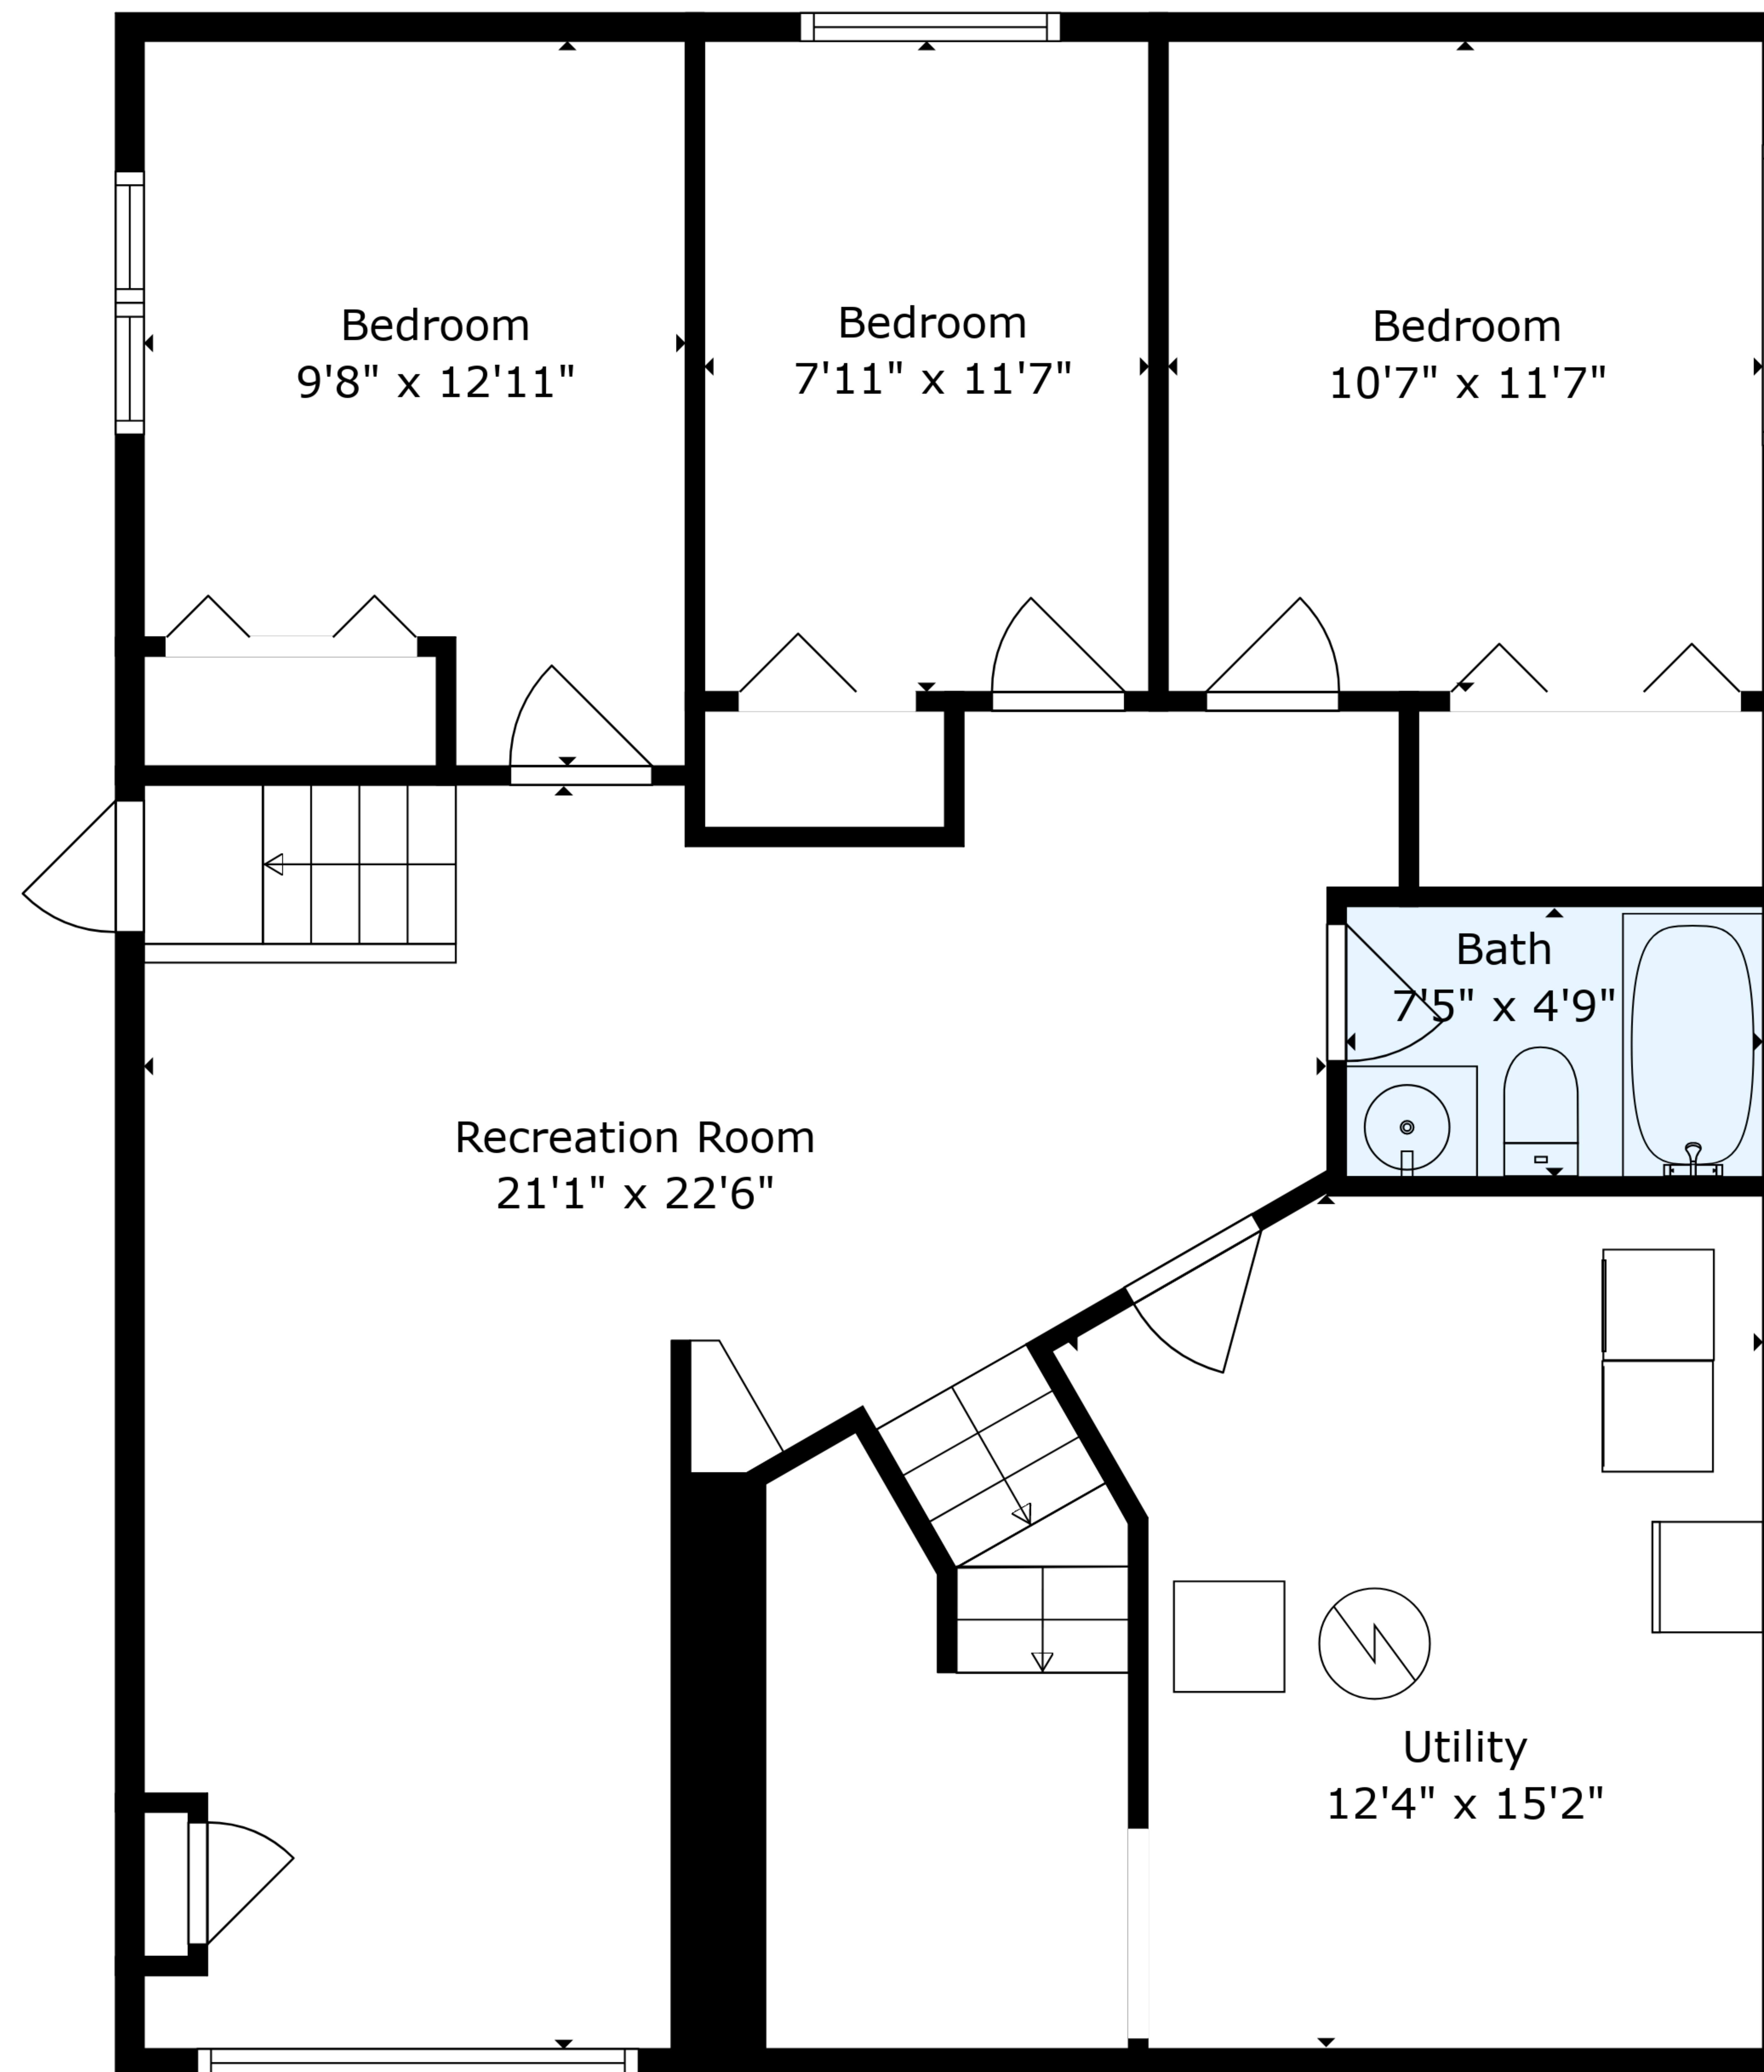 Bedroom
9'8" x 12'11"
Bedroom
7'11" x 11'7"
Bedroom
10'7" x 11'7"
Bath
7'5" x 4'9"
Recreation Room
21'1" x 22'6"
Utility
12'4" x 15'2"